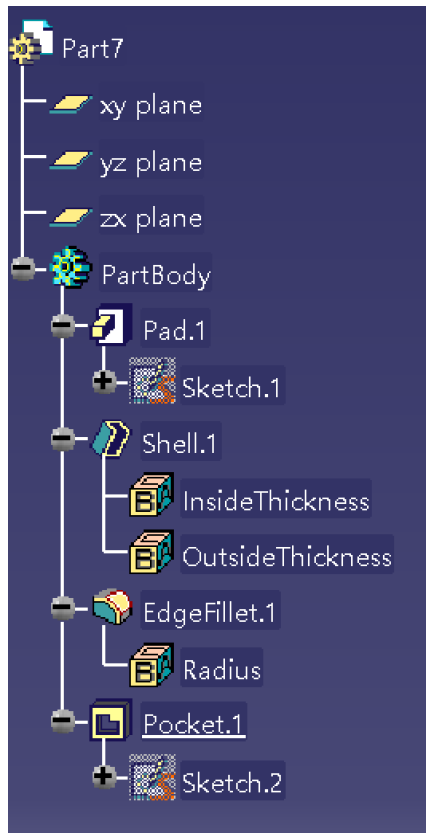 Part7
xy plane
yz plane
zx plane
PartBody
Pad.1
Sketch.1
Shell.1
B InsideThickness
B OutsideThickness
EdgeFillet.1
B Radius
Pocket.1
Sketch.2